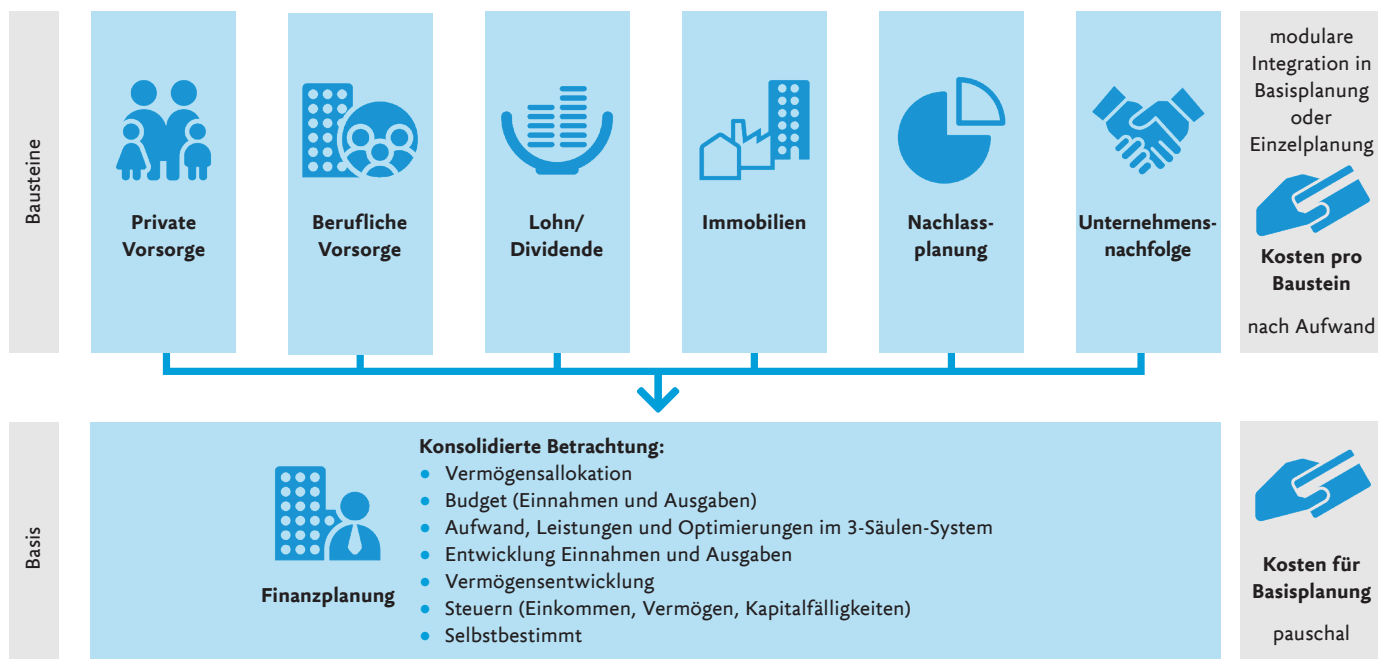 Bausteine
Private
Vorsorge
Berufliche
Vorsorge
Lohn/
Dividende
Immobilien
Nachlass-
planung
Unternehmens-
nachfolge
modulare
Integration in
Basisplanung
oder
Einzelplanung
Kosten pro
Baustein
nach Aufwand
Basis
Finanzplanung
Konsolidierte Betrachtung:
• Vermögensallokation
• Budget (Einnahmen und Ausgaben)
• Aufwand, Leistungen und Optimierungen im 3-Säulen-System
• Entwicklung Einnahmen und Ausgaben
• Vermögensentwicklung
• Steuern (Einkommen, Vermögen, Kapitalfälligkeiten)
• Selbstbestimmt
Kosten für
Basisplanung
pauschal